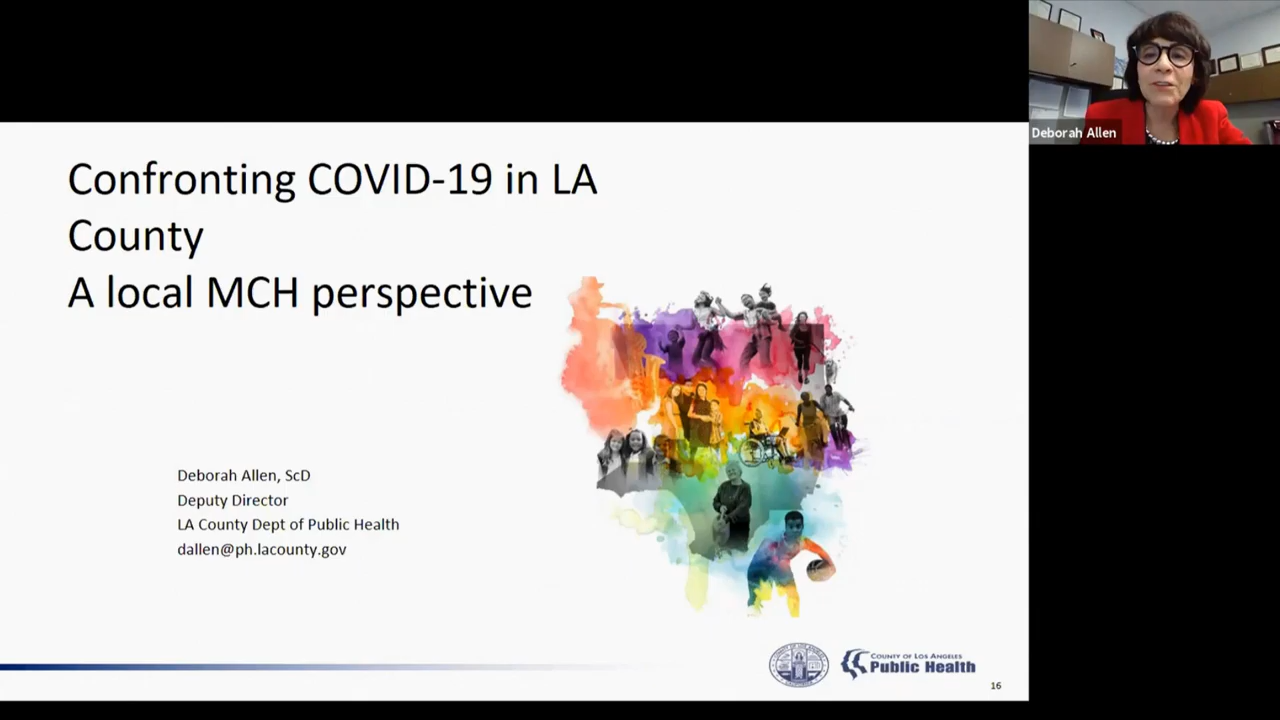 Confronting COVID-19 in LA
County
A local MCH perspective
Deborah Allen, ScD
Deputy Director
LA County Dept of Public Health
dallen@ph.lacounty.gov
COUNTY OF LOS ANGELES
Public Health
16
Deborah Allen